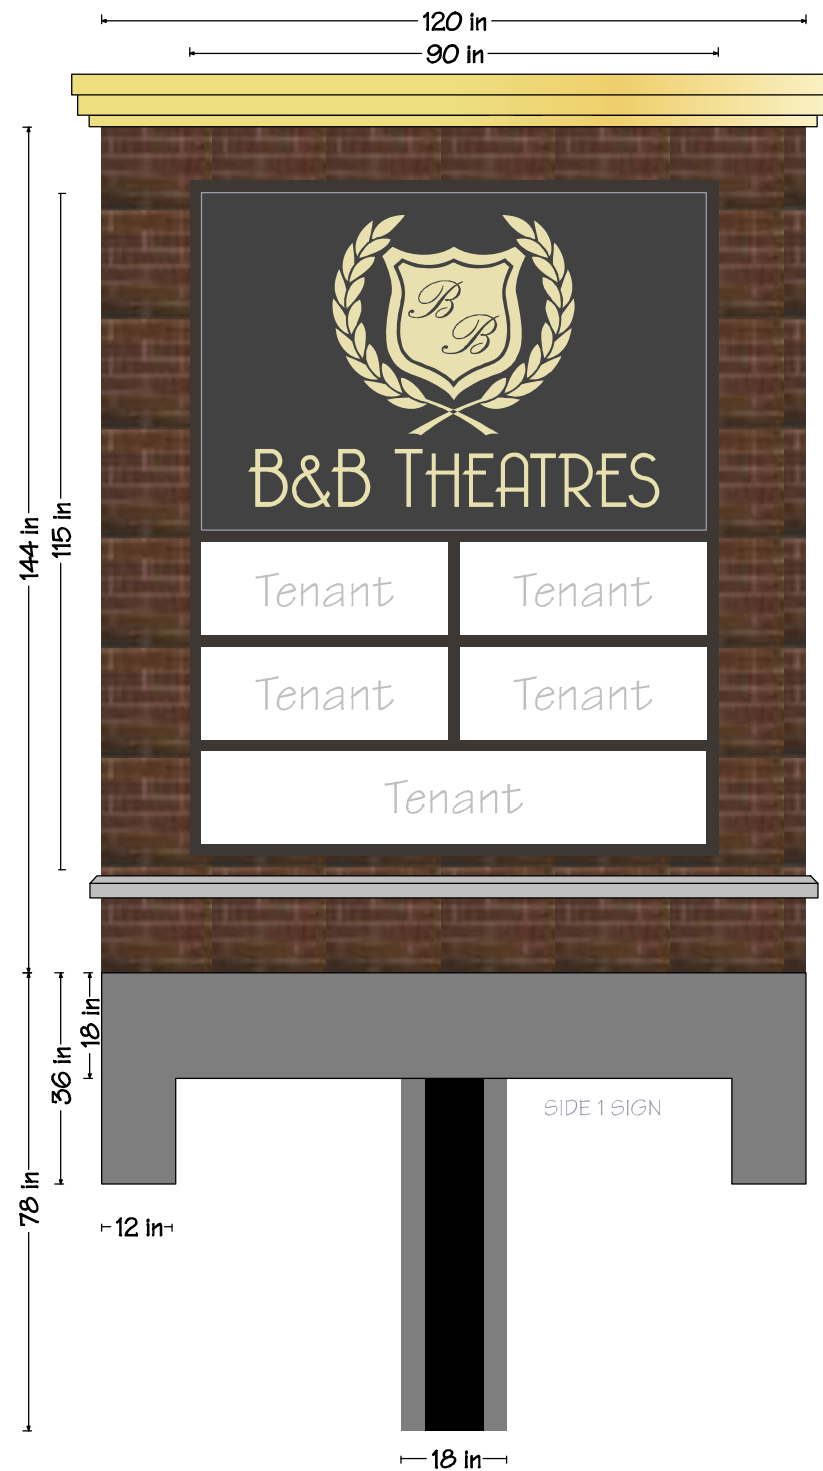 120 in
90 in
B
B
B&B THEATRES
144 in
115 in
Tenant
Tenant
Tenant
Tenant
Tenant
18 in
36 in
SIDE 1 SIGN
78 in
12 in
18 in